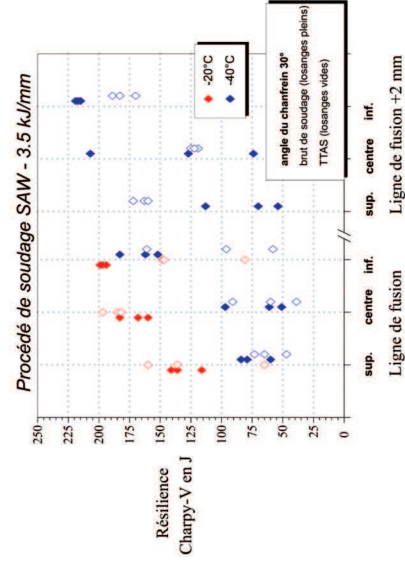 Procédé de soudage SAW - 3.5 kJ/mm
Résilience
Charpy-V en J
250
225
200
175
150
125
100
75
50
25
0
-20°C
-40°C
angle du chanfrein 30°
brut de soudage (losanges pleins)
TTAS (losanges vides)
sup. centre inf. sup. centre inf.
Ligne de fusion Ligne de fusion +2 mm